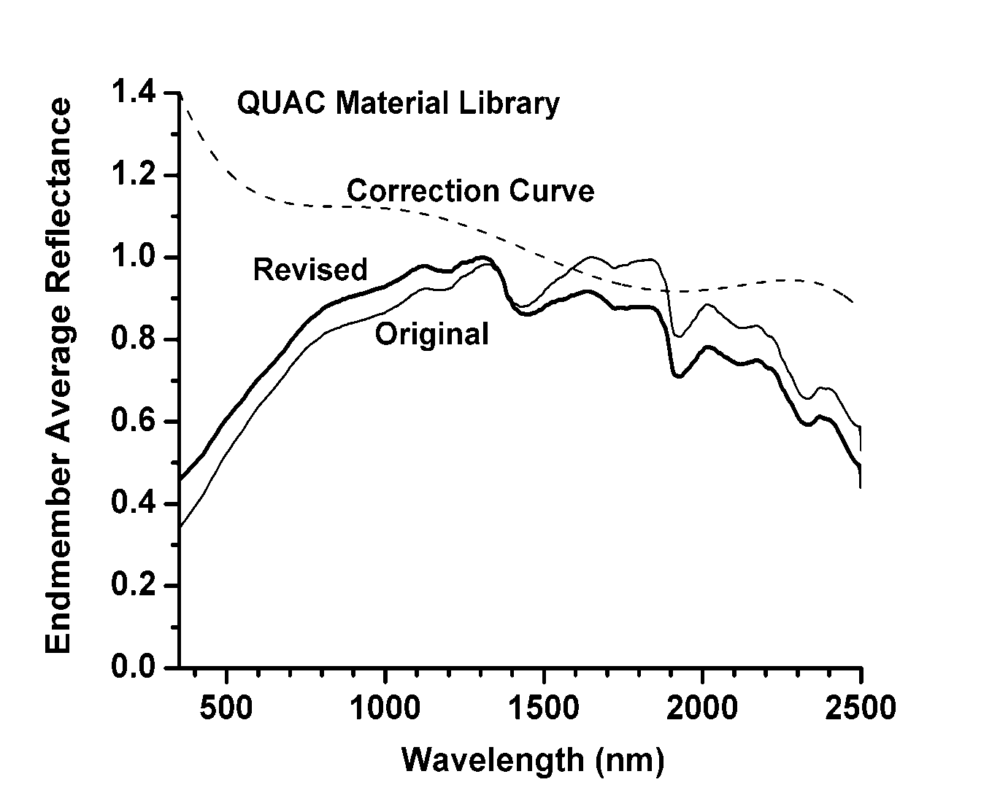 QUAC Material Library
Correction Curve
Revised
Original
Endmember Average Reflectance
1.4
1.2
1.0
0.8
0.6
0.4
0.2
0.0
500 1000 1500 2000 2500
Wavelength (nm)